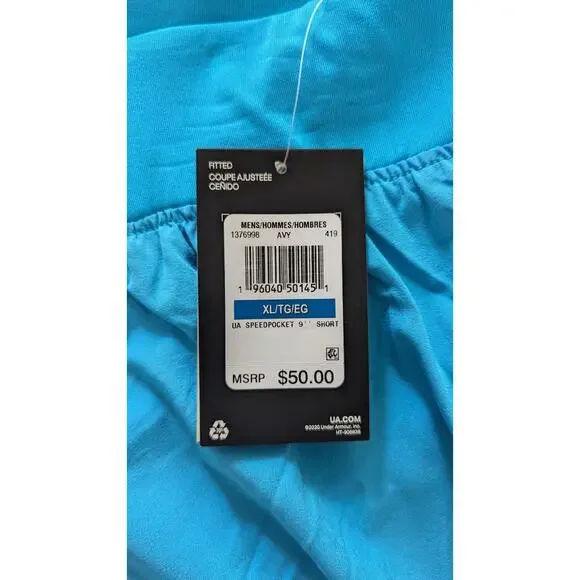 FITTED
COUPE AJUSTEÉE
CEÑIDO
MENS/HOMMES/HOMBRES
1376998 AVY 419
1 96040 50145 1
XL/TG/EG
UA SPEEDPOCKET 9'' SHORT
MSRP $50.00
UA.COM
©2020 Under Armour, Inc.